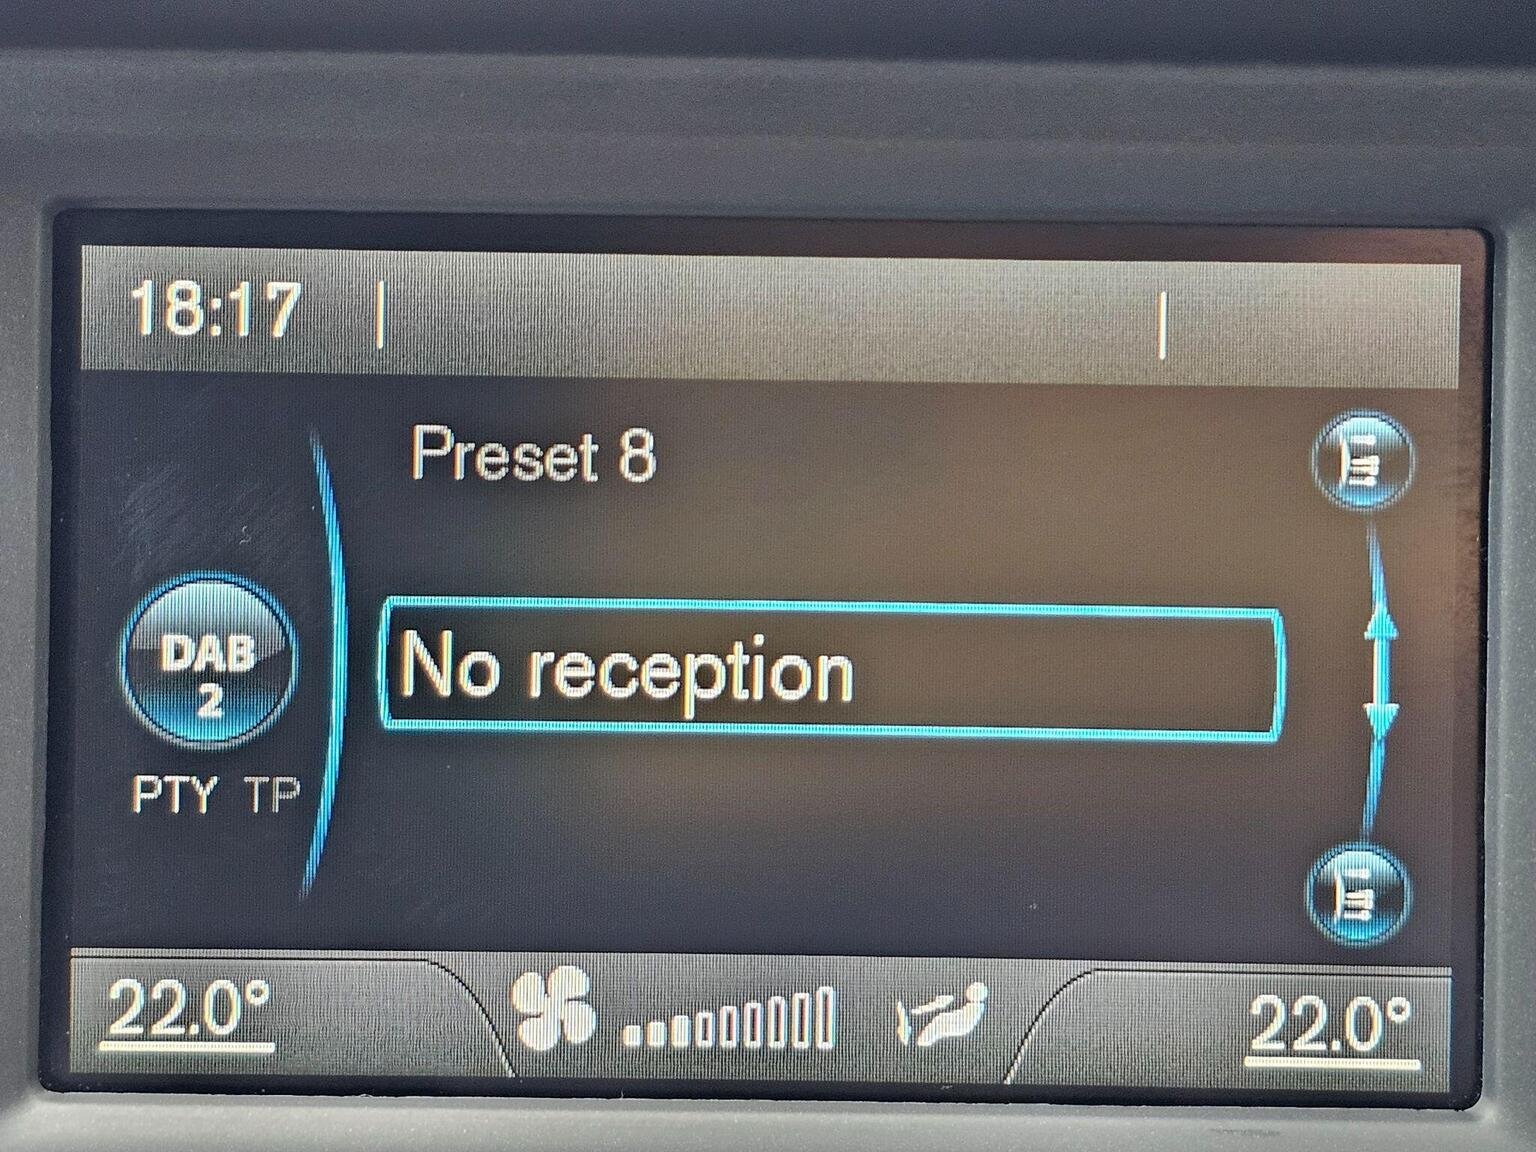 18:17
Preset 8
DAB
2
No reception
PTY TP
22.0°
22.0°